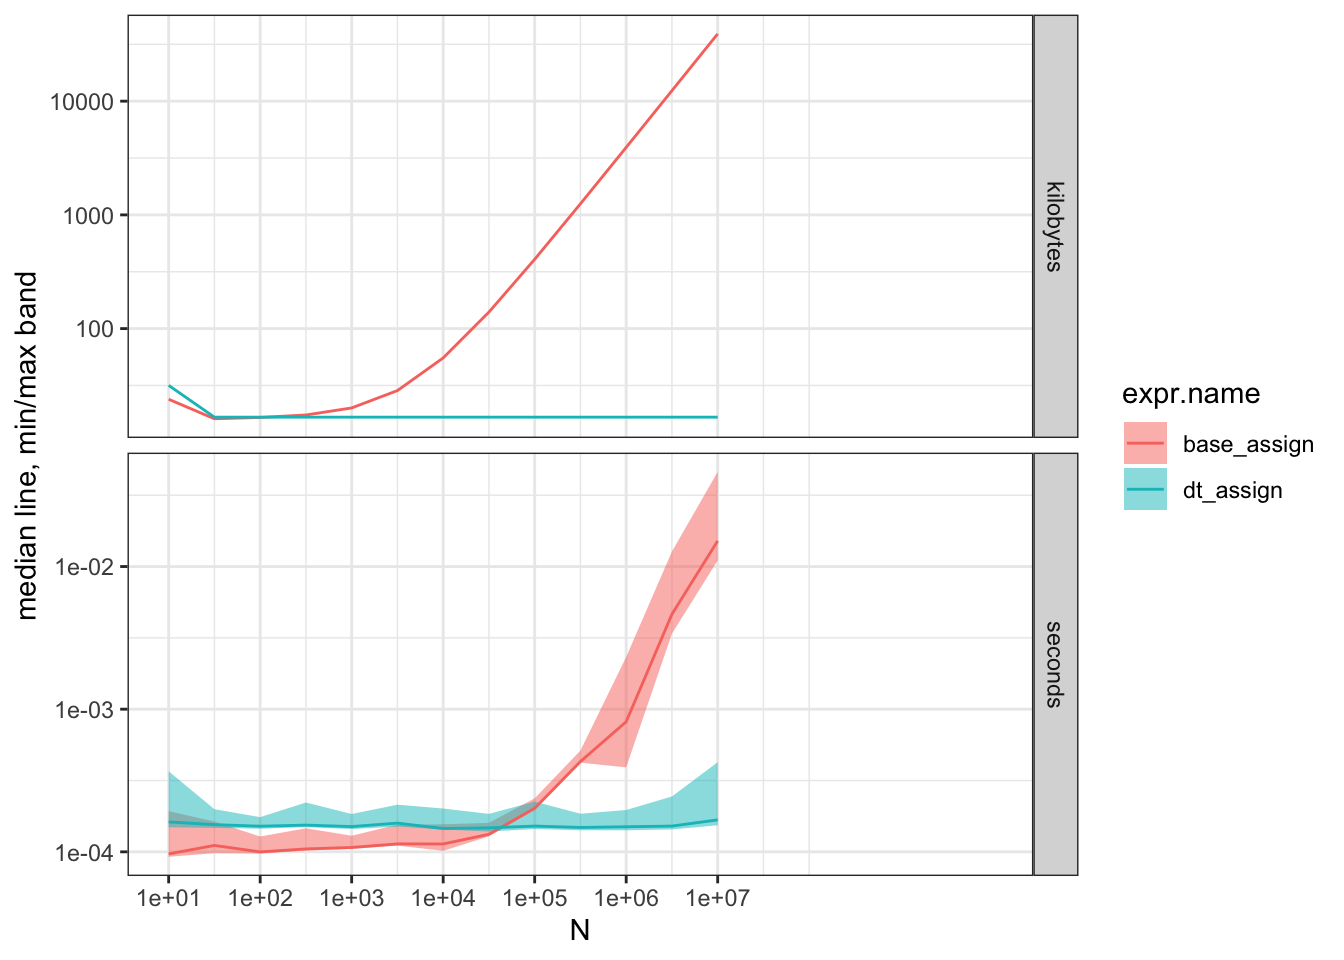 median line, min/max band
10000
1000
100
kilobytes
1e-02
1e-03
1e-04
seconds
1e+01 1e+02 1e+03 1e+04 1e+05 1e+06 1e+07
N
expr.name
base_assign
dt_assign